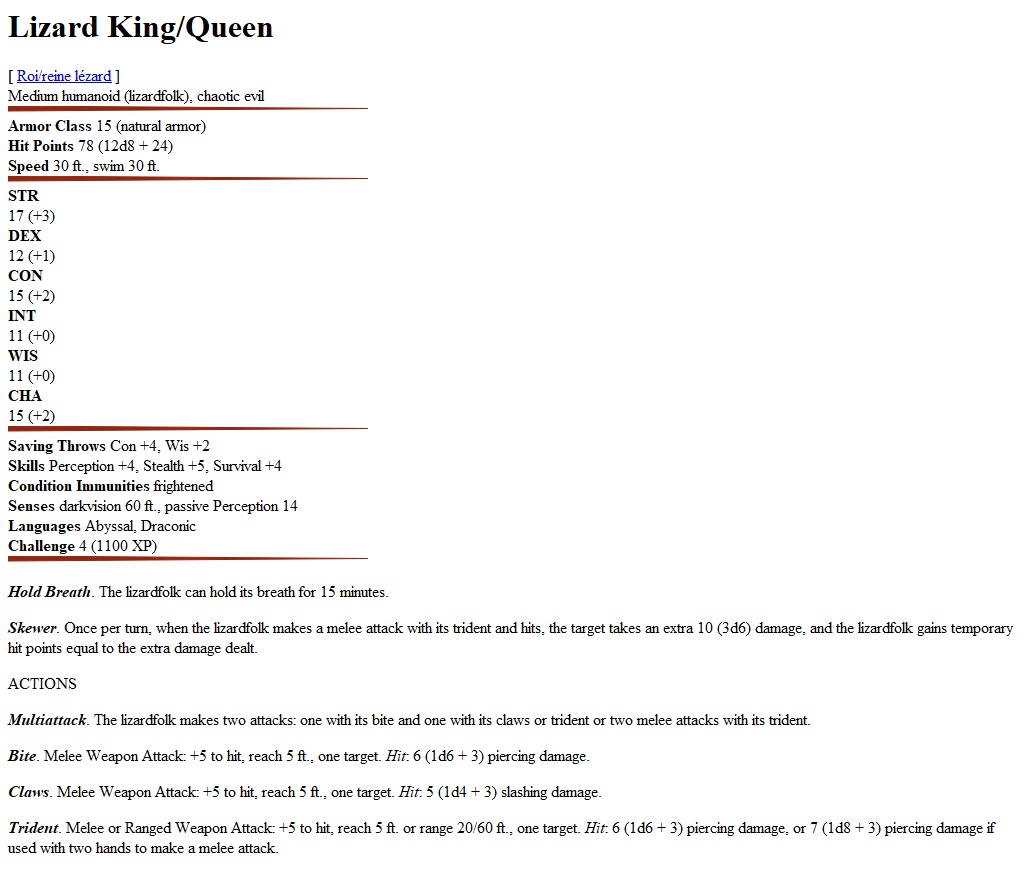 Lizard King/Queen
[ Roi/reine lézard ]
Medium humanoid (lizardfolk), chaotic evil
Armor Class 15 (natural armor)
Hit Points 78 (12d8 + 24)
Speed 30 ft., swim 30 ft.
STR
17 (+3)
DEX
12 (+1)
CON
15 (+2)
INT
11 (+0)
WIS
11 (+0)
CHA
15 (+2)
Saving Throws Con +4, Wis +2
Skills Perception +4, Stealth +5, Survival +4
Condition Immunities frightened
Senses darkvision 60 ft., passive Perception 14
Languages Abyssal, Draconic
Challenge 4 (1100 XP)
Hold Breath. The lizardfolk can hold its breath for 15 minutes.
Skewer. Once per turn, when the lizardfolk makes a melee attack with its trident and hits, the target takes an extra 10 (3d6) damage, and the lizardfolk gains temporary
hit points equal to the extra damage dealt.
ACTIONS
Multiattack. The lizardfolk makes two attacks: one with its bite and one with its claws or trident or two melee attacks with its trident.
Bite. Melee Weapon Attack: +5 to hit, reach 5 ft., one target. Hit: 6 (1d6 + 3) piercing damage.
Claws. Melee Weapon Attack: +5 to hit, reach 5 ft., one target. Hit: 5 (1d4 + 3) slashing damage.
Trident. Melee or Ranged Weapon Attack: +5 to hit, reach 5 ft. or range 20/60 ft., one target. Hit: 6 (1d6 + 3) piercing damage, or 7 (1d8 + 3) piercing damage if
used with two hands to make a melee attack.